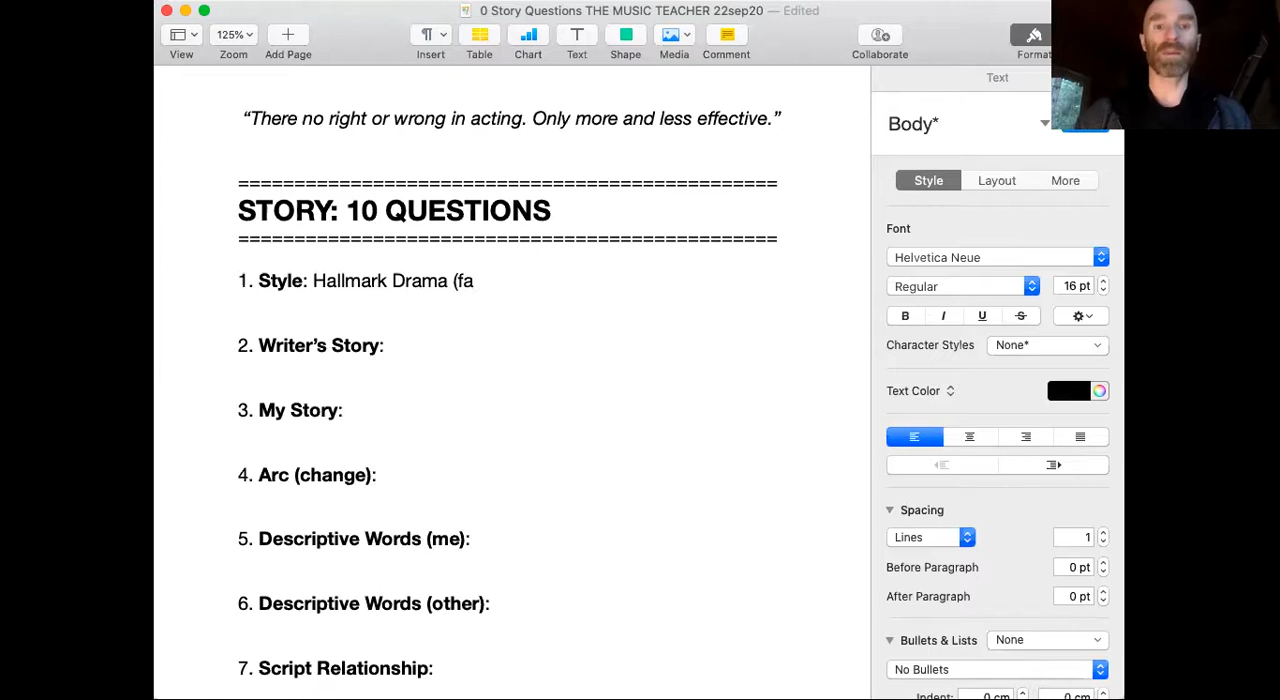 0 Story Questions THE MUSIC TEACHER 22sep20 — Edited
View
125%
Zoom
Add Page
Insert
Table
Chart
Text
Shape
Media
Comment
Collaborate
Format
Text
“There no right or wrong in acting. Only more and less effective.”
================================================
STORY: 10 QUESTIONS
================================================
1. Style: Hallmark Drama (fa
2. Writer’s Story:
3. My Story:
4. Arc (change):
5. Descriptive Words (me):
6. Descriptive Words (other):
7. Script Relationship:
Body*
Style Layout More
Font
Helvetica Neue
Regular 16 pt
B I U S
Character Styles None*
Text Color
Spacing
Lines 1
Before Paragraph 0 pt
After Paragraph 0 pt
Bullets & Lists None
No Bullets
Indent: 0 cm 0 cm